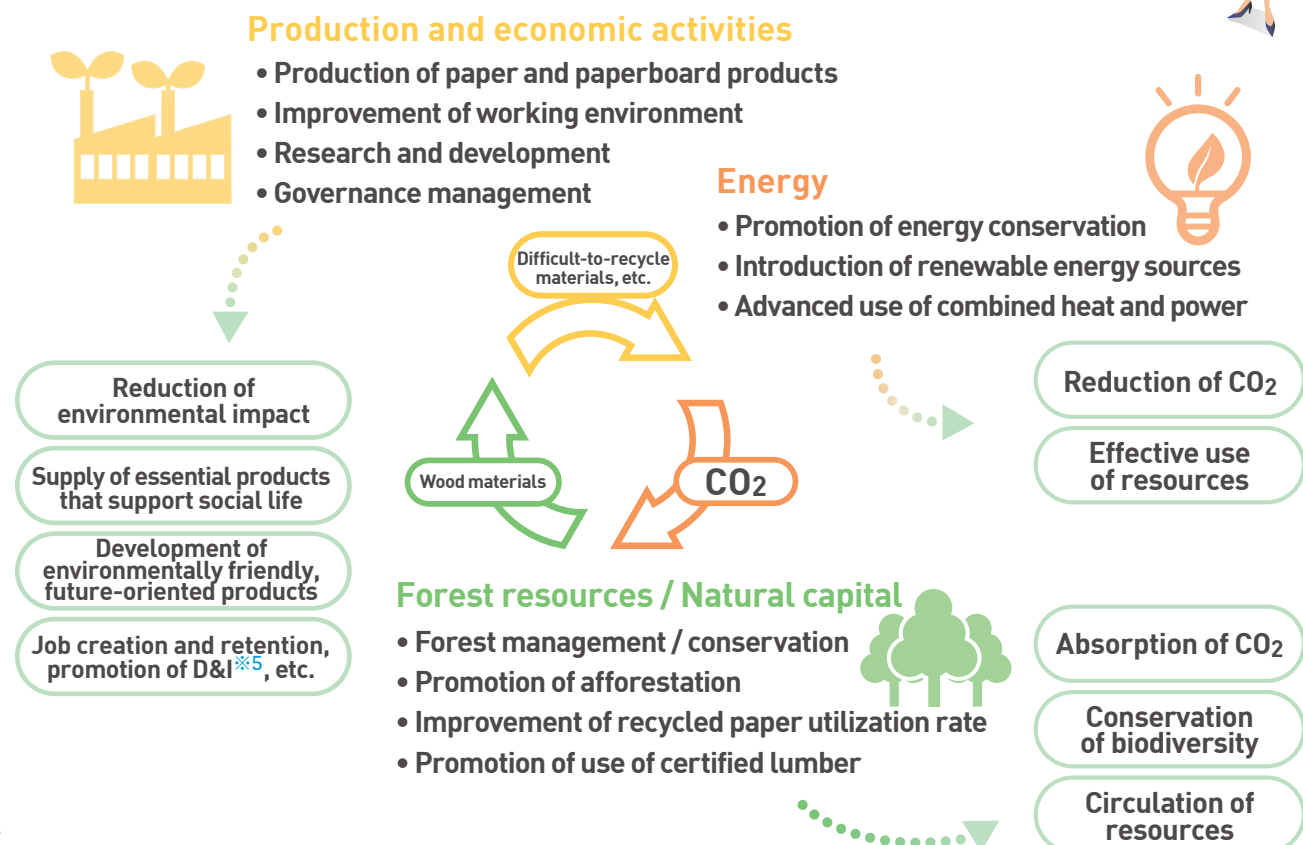 Production and economic activities
• Production of paper and paperboard products
• Improvement of working environment
• Research and development
• Governance management
Energy
• Promotion of energy conservation
• Introduction of renewable energy sources
• Advanced use of combined heat and power
Difficult-to-recycle
materials, etc.
Wood materials
CO2
Reduction of
environmental impact
Supply of essential products
that support social life
Development of
environmentally friendly,
future-oriented products
Job creation and retention,
promotion of D&I※5, etc.
Reduction of CO2
Effective use
of resources
Forest resources / Natural capital
• Forest management / conservation
• Promotion of afforestation
• Improvement of recycled paper utilization rate
• Promotion of use of certified lumber
Absorption of CO2
Conservation
of biodiversity
Circulation of
resources